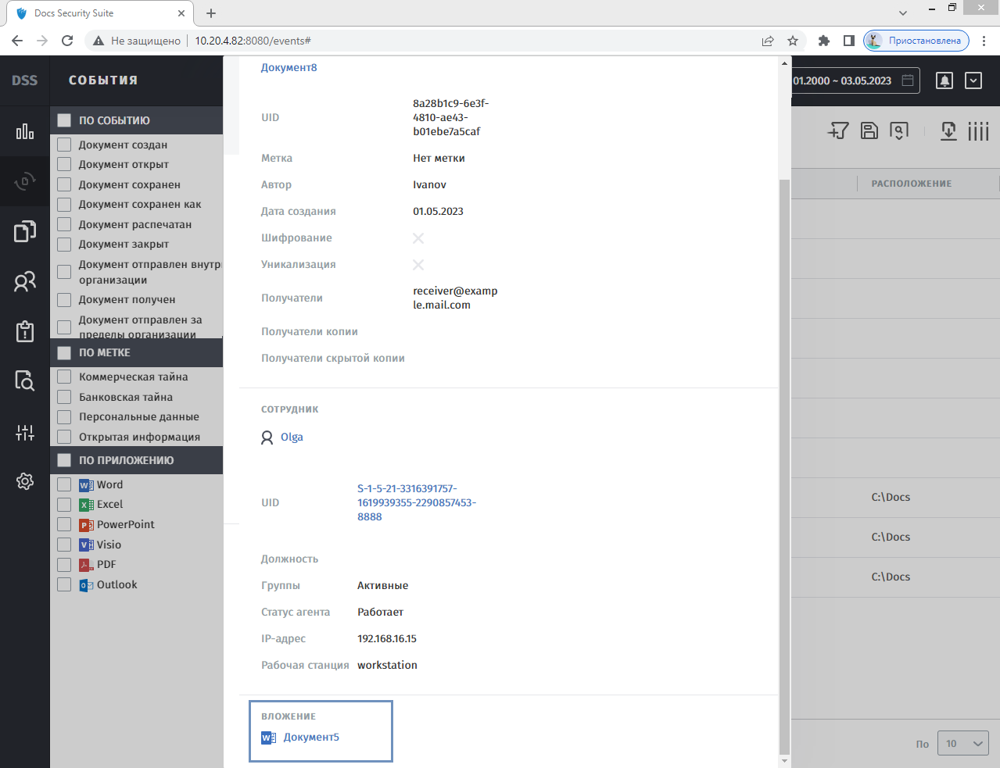 Docs Security Suite
Не защищено
10.20.4.82:8080/events#
Приостановлена
DSS
СОБЫТИЯ
01.2000 ~ 03.05.2023
ПО СОБЫТИЮ
Документ создан
Документ открыт
Документ сохранен
Документ сохранен как
Документ распечатан
Документ закрыт
Документ отправлен внутри
организации
Документ получен
Документ отправлен за
пределы организации
ПО МЕТКЕ
Коммерческая тайна
Банковская тайна
Персональные данные
Открытая информация
ПО ПРИЛОЖЕНИЮ
Word
Excel
PowerPoint
Visio
PDF
Outlook
Документ8
UID
8a28b1c9-6e3f-
4810-ae43-
b01ebe7a5caf
Метка
Нет метки
Автор
Ivanov
Дата создания
01.05.2023
Шифрование
Уникализация
Получатели
receiver@examp
le.mail.com
Получатели копии
Получатели скрытой копии
СОТРУДНИК
Olga
UID
S-1-5-21-3316391757-
1619939355-2290857453-
8888
Должность
Группы
Активные
Статус агента
Работает
IP-адрес
192.168.16.15
Рабочая станция
workstation
ВЛОЖЕНИЕ
Документ5
РАСПОЛОЖЕНИЕ
C:\Docs
C:\Docs
C:\Docs
По
10